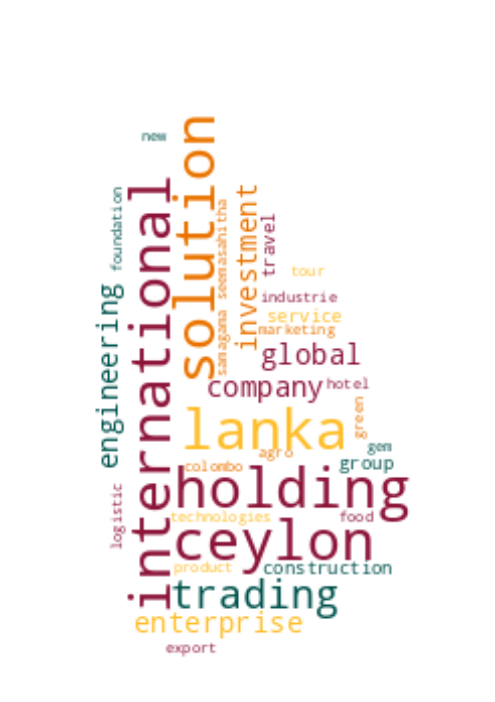 new
solution
international
foundation
samagama seemasahitha
investment
travel
tour
engineering
industrie
service
marketing
global
company
hotel
green
lanka
gem
agro
group
colombo
holding
logistic
technologies
food
ceylon
product
construction
trading
enterprise
export